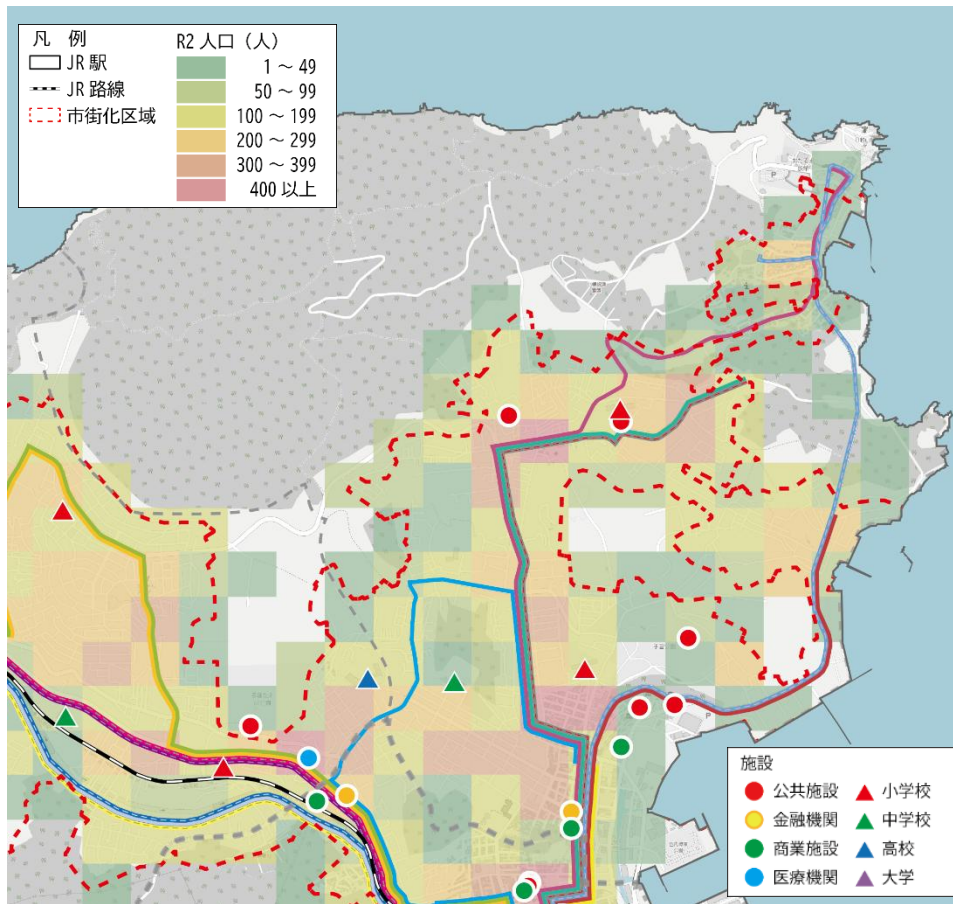 凡 例
JR 駅
JR 路線
市街化区域
R2 人口（人）
1 ～ 49
50 ～ 99
100 ～ 199
200 ～ 299
300 ～ 399
400 以上
P
P
施設
公共施設
小学校
金融機関
中学校
商業施設
高校
医療機関
大学